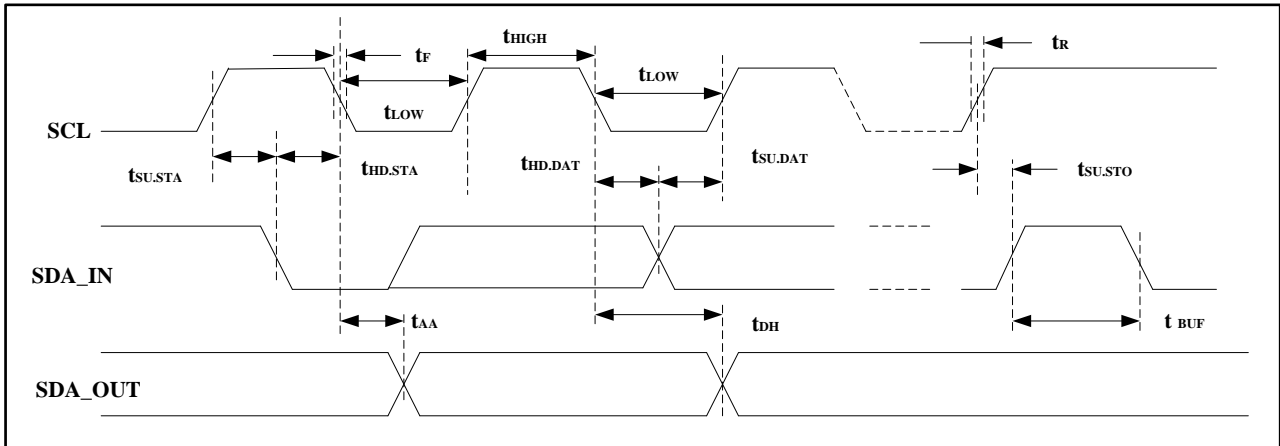 tF
tHIGH
tR
tLOW
tLOW
SCL
tSU.STA
tHD.STA
tHD.DAT
tSU.DAT
tSU.STO
SDA_IN
tAA
tDH
t BUF
SDA_OUT